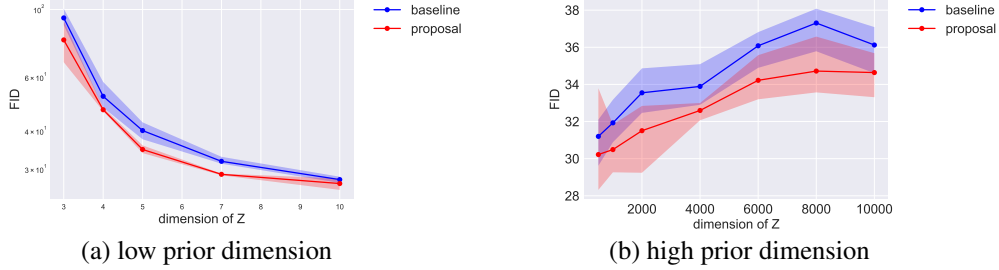 10²
6 × 10¹
4 × 10¹
3 × 10¹
FID
3 4 5 6 7 8 9 10
dimension of Z
baseline
proposal
(a) low prior dimension
38
36
34
32
30
28
FID
2000 4000 6000 8000 10000
dimension of Z
baseline
proposal
(b) high prior dimension